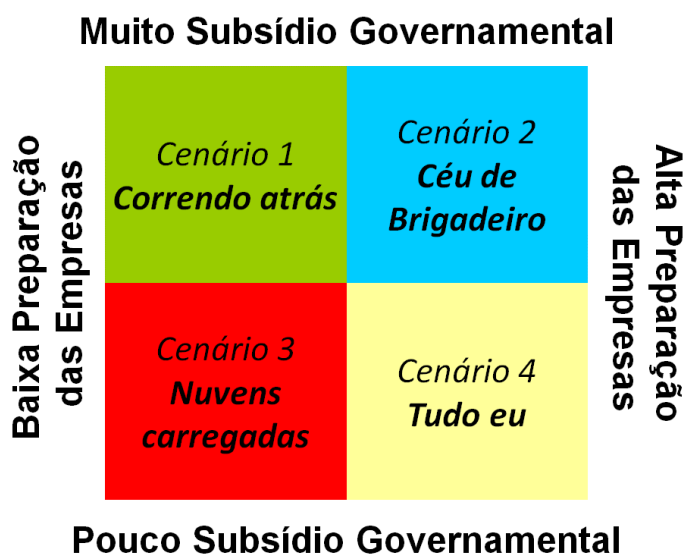 Muito Subsídio Governamental
Baixa Preparação
das Empresas
Cenário 1
Correndo atrás
Cenário 2
Céu de
Brigadeiro
Alta Preparação
das Empresas
Cenário 3
Nuvens
carregadas
Cenário 4
Tudo eu
Pouco Subsídio Governamental